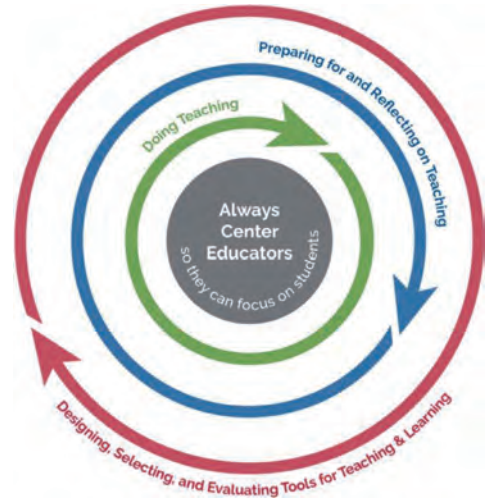 Preparing for and Reflecting on Teaching
Doing Teaching
Always
Center
Educators
so they can focus on students
Designing, Selecting, and Evaluating Tools for Teaching & Learning